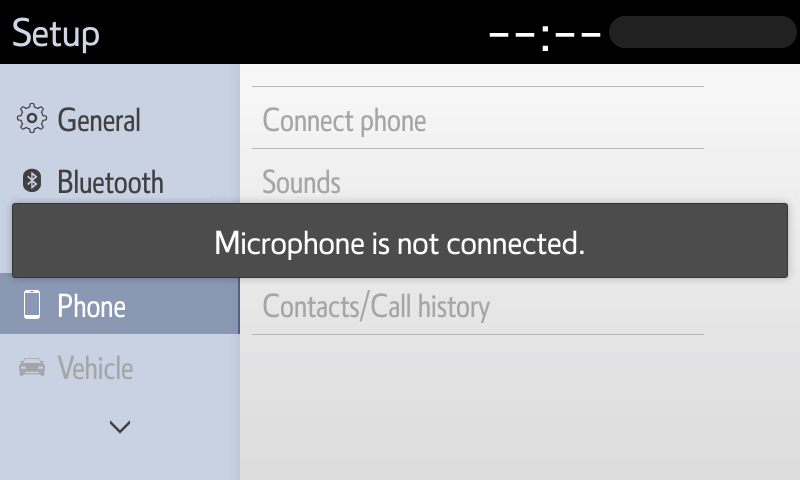 Setup
--:--
General
Connect phone
Bluetooth
Sounds
Microphone is not connected.
Phone
Contacts/Call history
Vehicle